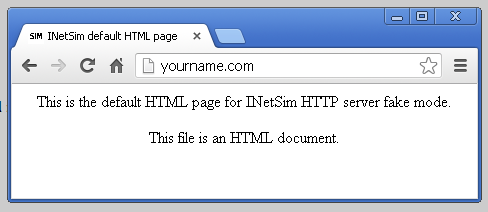 SIM INetSim default HTML page
yourname.com
This is the default HTML page for INetSim HTTP server fake mode.
This file is an HTML document.